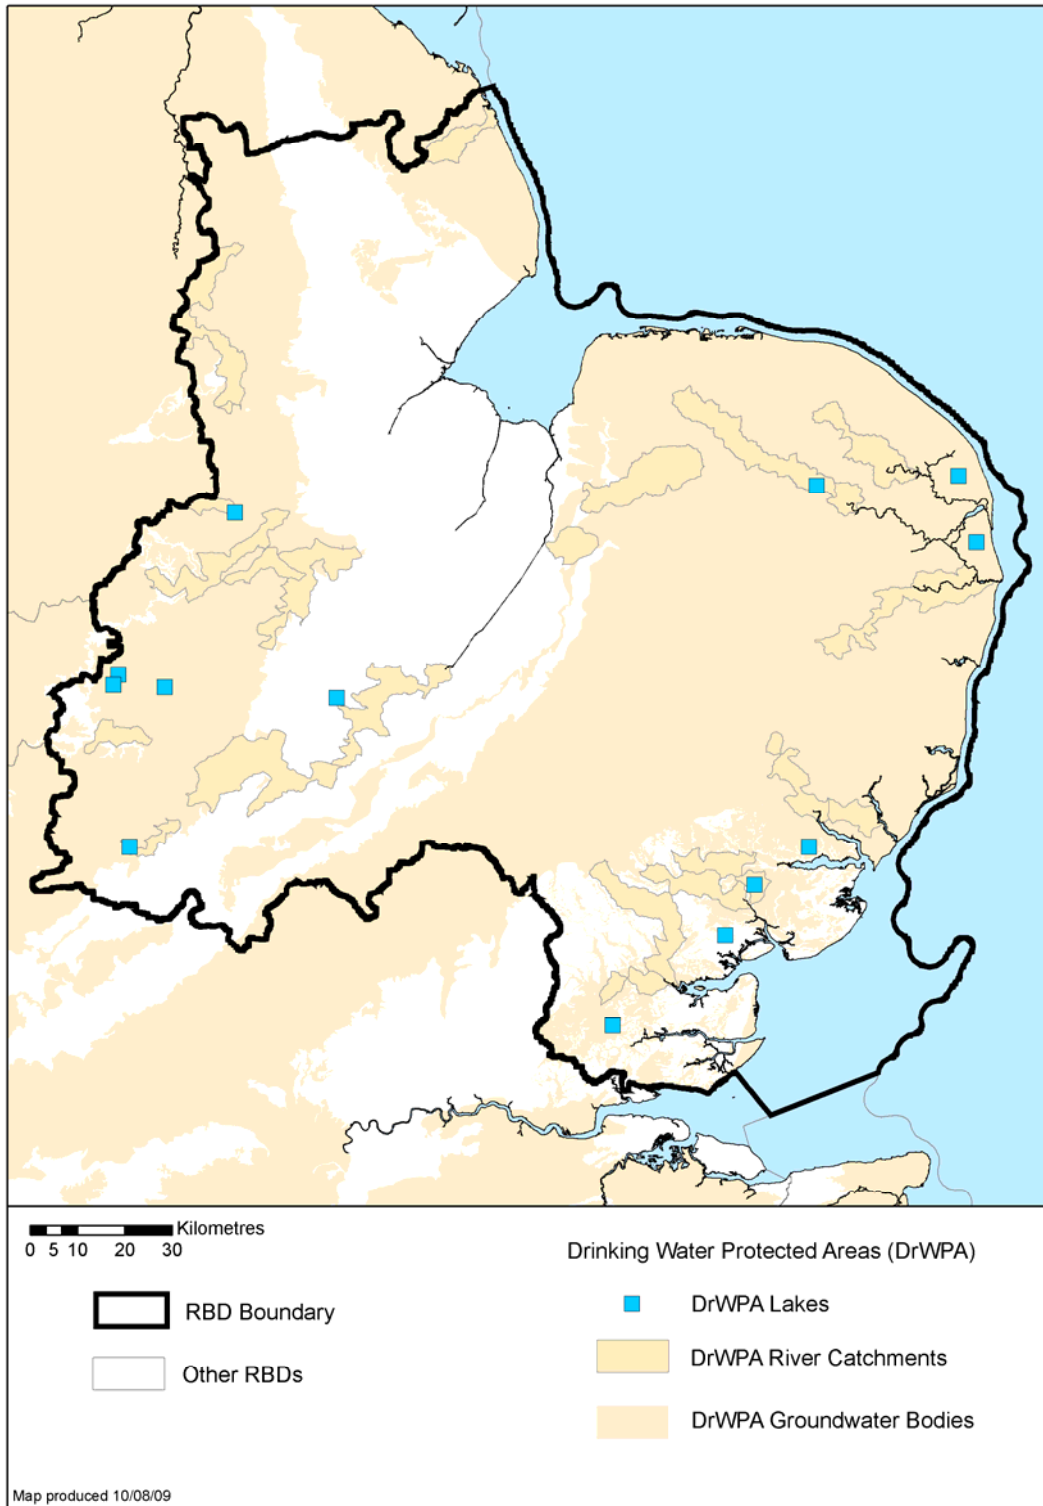 Kilometres
0 5 10 20 30
Drinking Water Protected Areas (DrWPA)
RBD Boundary
DrWPA Lakes
Other RBDs
DrWPA River Catchments
DrWPA Groundwater Bodies
Map produced 10/08/09